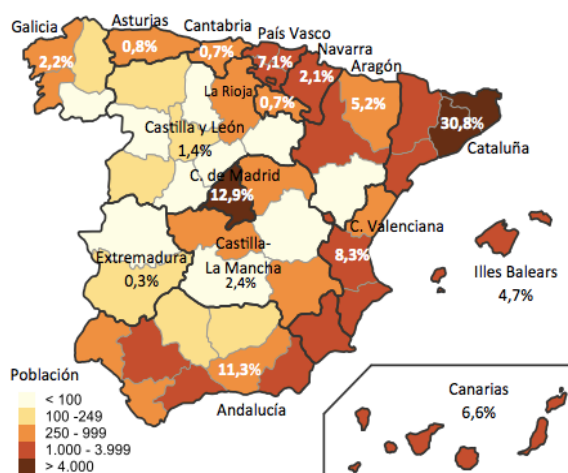 Galicia
2,2%
Asturias
0,8%
Cantabria
0,7%
País Vasco
7,1%
Navarra
2,1%
Aragón
5,2%
La Rioja
0,7%
30,8%
Cataluña
Castilla y León
1,4%
C. de Madrid
12,9%
C. Valenciana
8,3%
Illes Balears
4,7%
Extremadura
0,3%
Castilla-
La Mancha
2,4%
11,3%
Andalucía
Canarias
6,6%
Población
< 100
100 -249
250 - 999
1.000 - 3.999
> 4.000